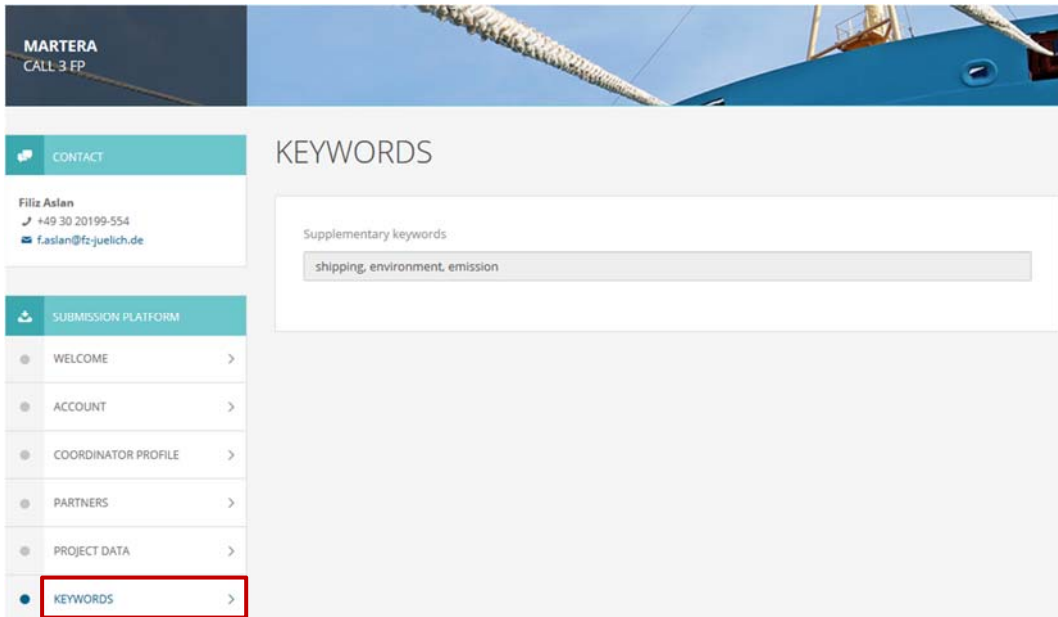 MARTERA
CALL 3 FP
CONTACT
Filiz Aslan
+49 30 20199-554
f.aslan@fz-juelich.de
SUBMISSION PLATFORM
WELCOME
ACCOUNT
COORDINATOR PROFILE
PARTNERS
PROJECT DATA
KEYWORDS
KEYWORDS
Supplementary keywords
shipping, environment, emission